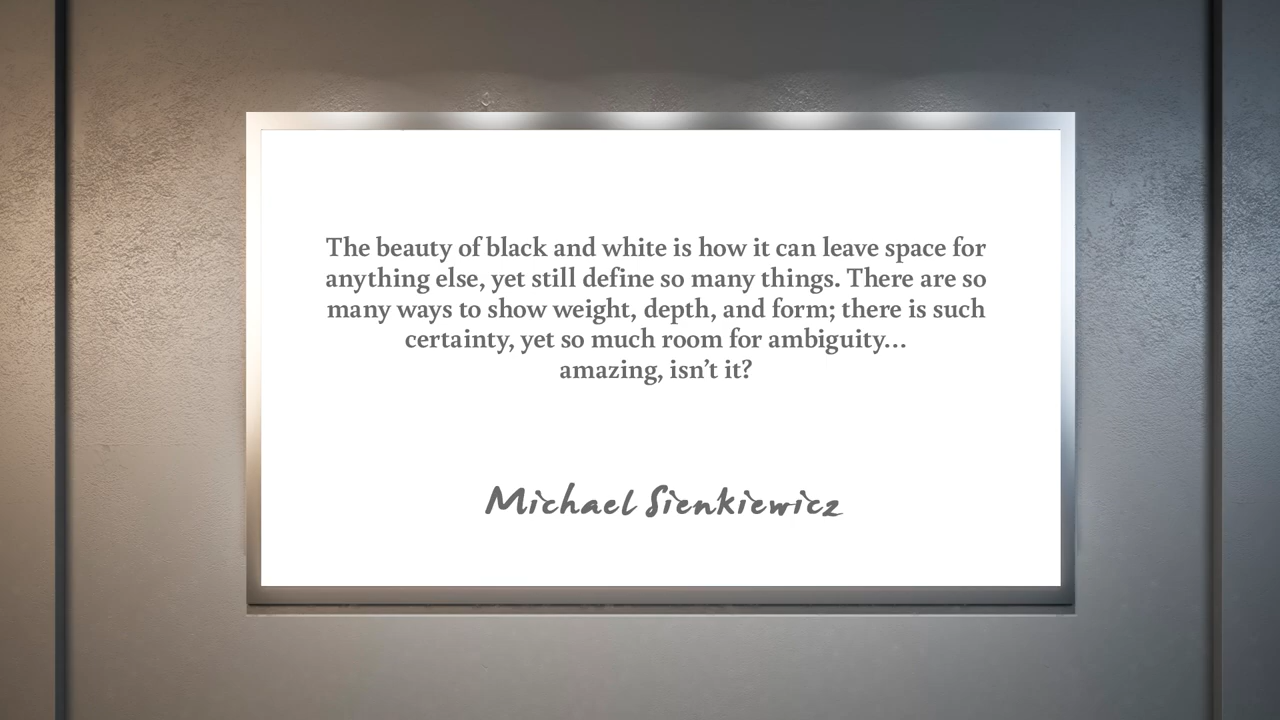 The beauty of black and white is how it can leave space for
anything else, yet still define so many things. There are so
many ways to show weight, depth, and form; there is such
certainty, yet so much room for ambiguity…
amazing, isn’t it?
Michael Sienkiewicz